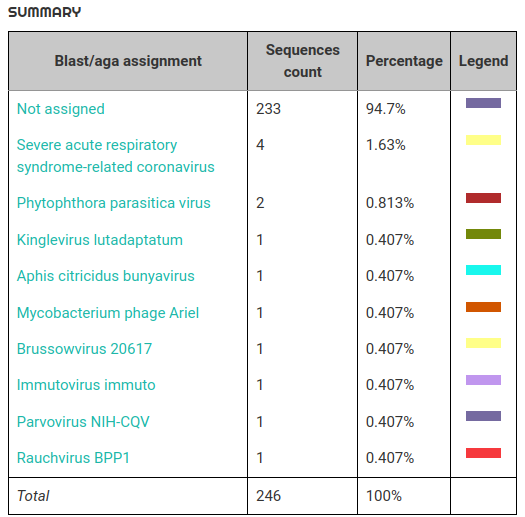 SUMMARY
Blast/aga assignment Sequences count Percentage Legend
Not assigned 233 94.7%
Severe acute respiratory syndrome-related coronavirus 4 1.63%
Phytophthora parasitica virus 2 0.813%
Kinglevirus lutadaptatum 1 0.407%
Aphis citricidus bunyavirus 1 0.407%
Mycobacterium phage Ariel 1 0.407%
Brussowvirus 20617 1 0.407%
Immutovirus immuto 1 0.407%
Parvovirus NIH-CQV 1 0.407%
Rauchvirus BPP1 1 0.407%
Total 246 100%